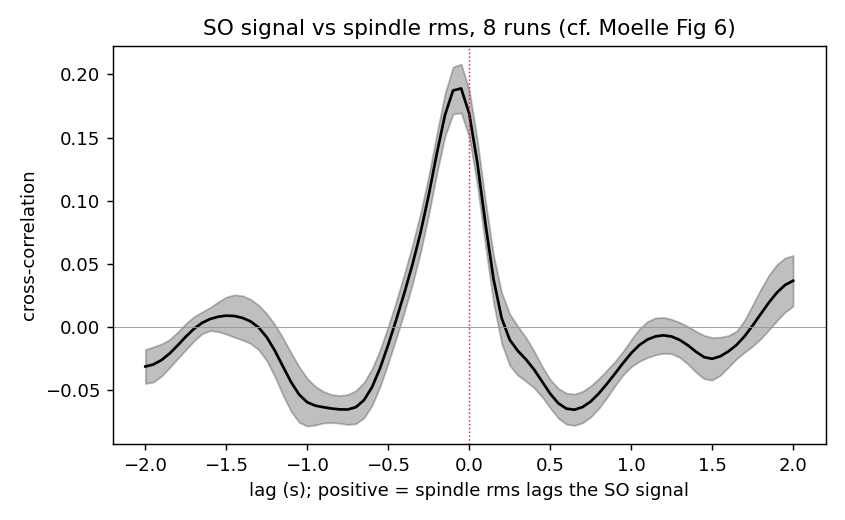 SO signal vs spindle rms, 8 runs (cf. Moelle Fig 6)
cross-correlation
0.20
0.15
0.10
0.05
0.00
−0.05
−2.0 −1.5 −1.0 −0.5 0.0 0.5 1.0 1.5 2.0
lag (s); positive = spindle rms lags the SO signal